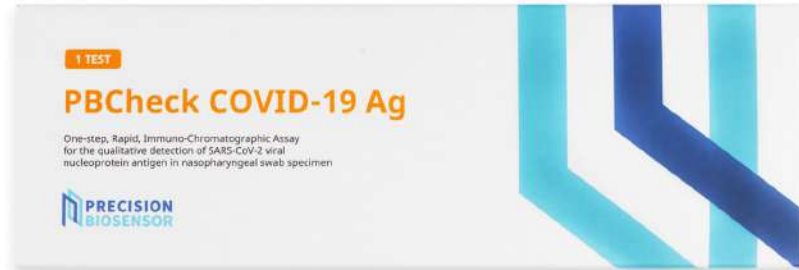 1 TEST
PBCheck COVID-19 Ag
One-step, Rapid, Immuno-Chromatographic Assay
for the qualitative detection of SARS-CoV-2 viral
nucleoprotein antigen in nasopharyngeal swab specimen
PRECISION
BIOSENSOR